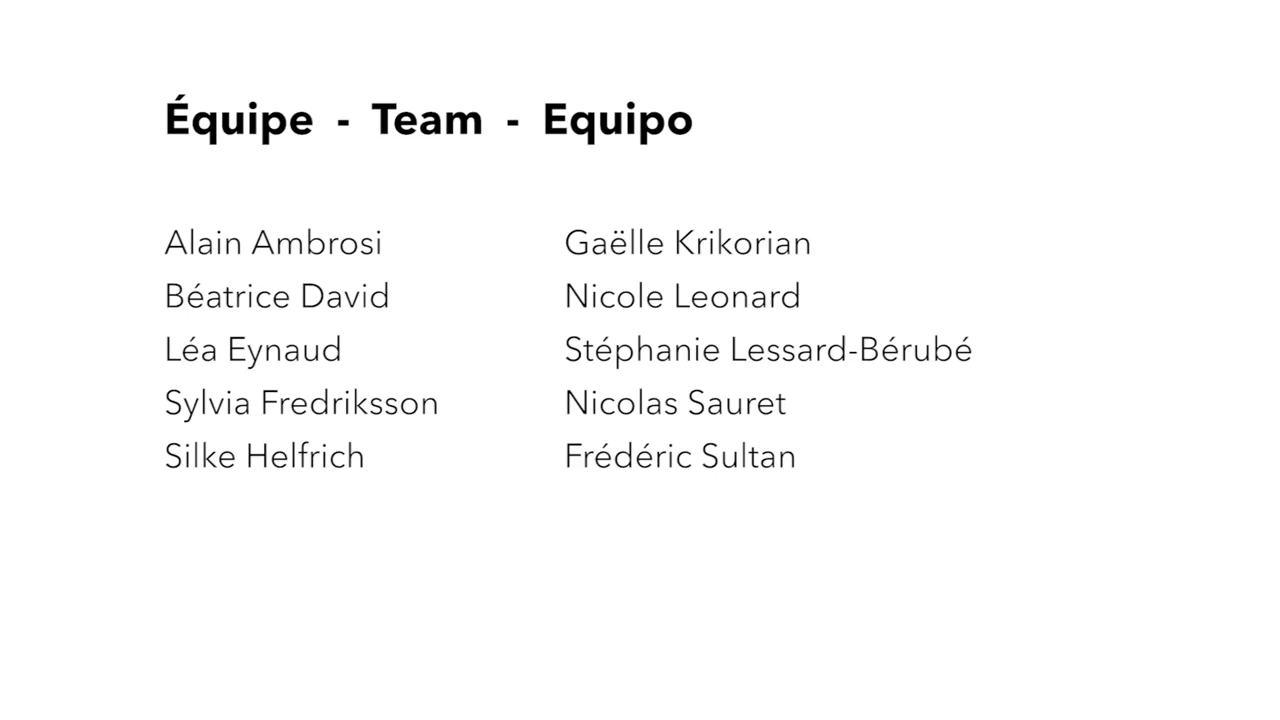 Équipe - Team - Equipo
Alain Ambrosi
Béatrice David
Léa Eynaud
Sylvia Fredriksson
Silke Helfrich
Gaëlle Krikorian
Nicole Leonard
Stéphanie Lessard-Bérubé
Nicolas Sauret
Frédéric Sultan